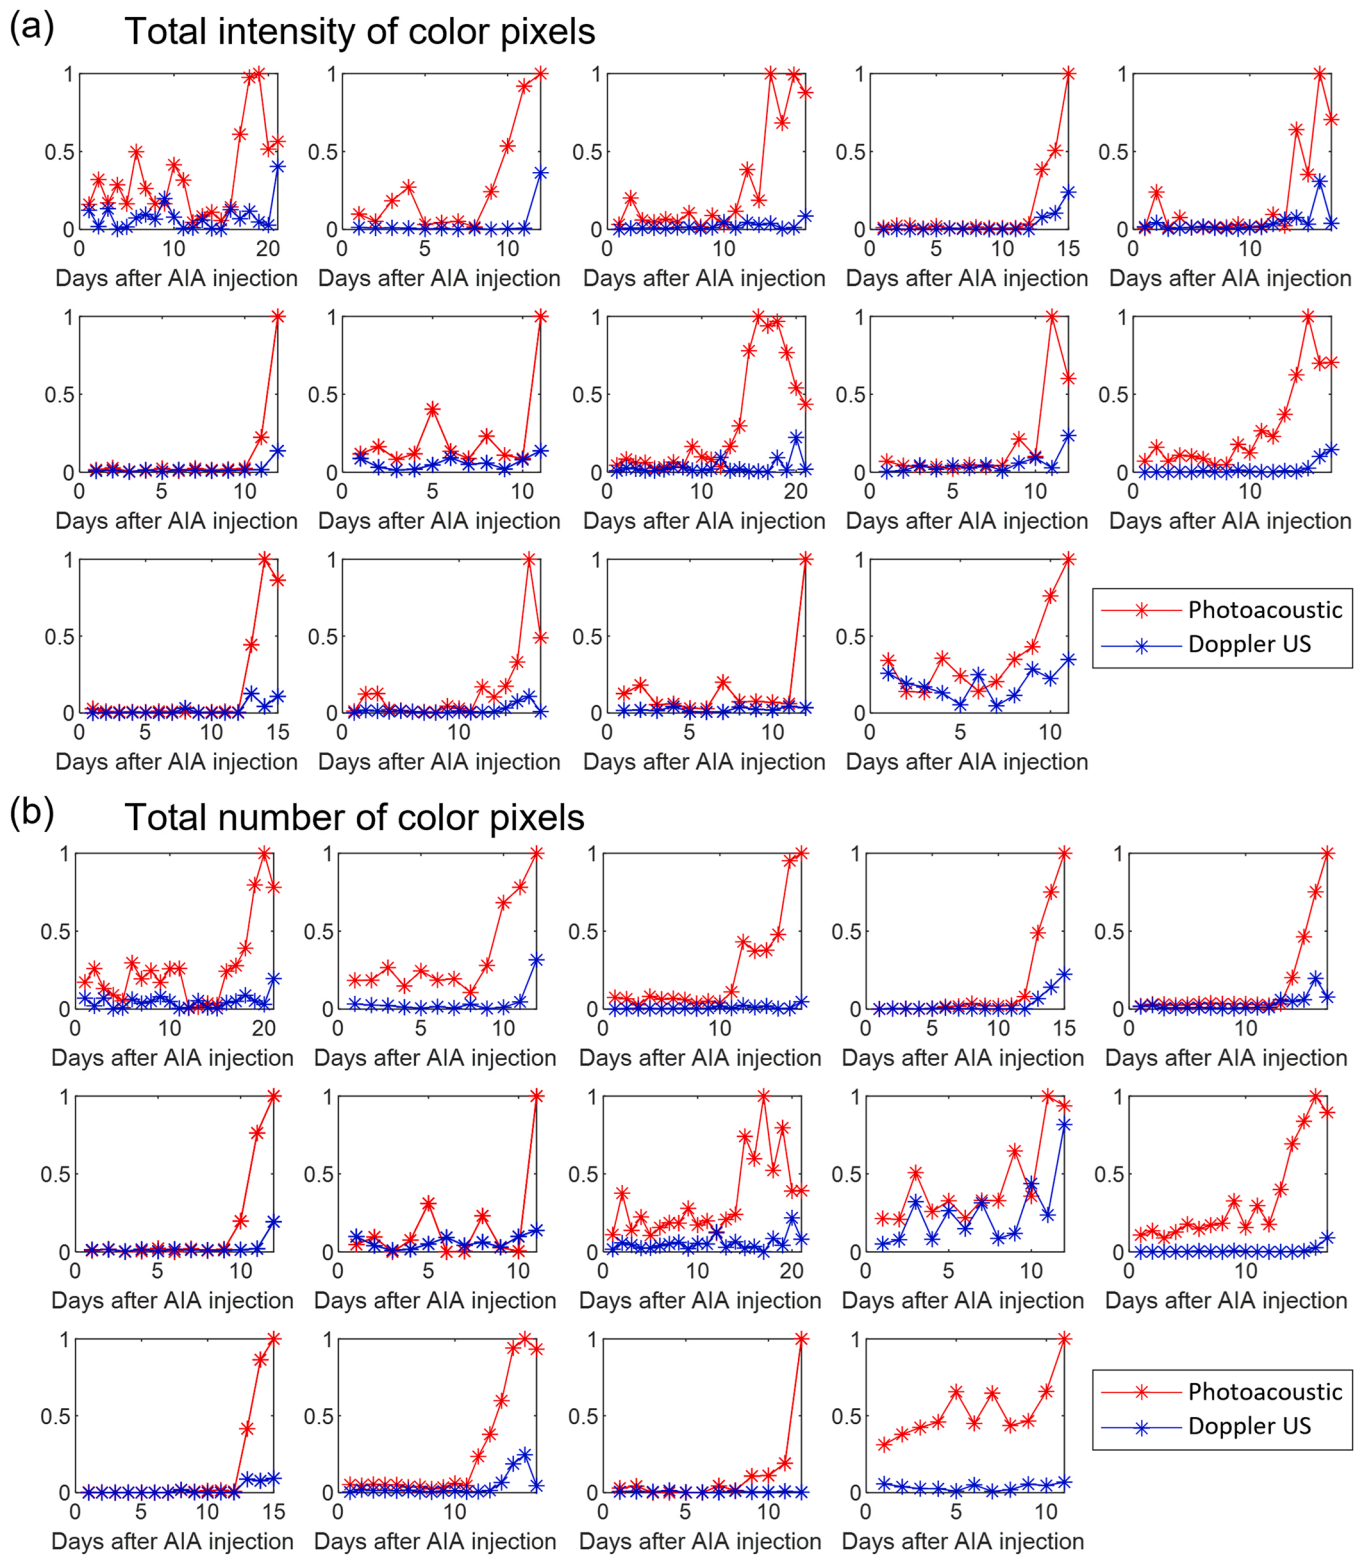 (a) Total intensity of color pixels
1 1 1 1 1
0.5 0.5 0.5 0.5 0.5
0 0 0 0 0
0 10 20 0 5 10 0 10 0 5 10 15 0 10
Days after AIA injection Days after AIA injection Days after AIA injection Days after AIA injection Days after AIA injection
1 1 1 1 1
0.5 0.5 0.5 0.5 0.5
0 0 0 0 0
0 5 10 0 5 10 0 10 20 0 5 10 0 10
Days after AIA injection Days after AIA injection Days after AIA injection Days after AIA injection Days after AIA injection
1 1 1 1
Photoacoustic
0.5 0.5 0.5 0.5
Doppler US
0 0 0 0
0 5 10 15 0 10 0 5 10 0 5 10
Days after AIA injection Days after AIA injection Days after AIA injection Days after AIA injection
(b) Total number of color pixels
1 1 1 1 1
0.5 0.5 0.5 0.5 0.5
0 0 0 0 0
0 10 20 0 5 10 0 10 0 5 10 15 0 10
Days after AIA injection Days after AIA injection Days after AIA injection Days after AIA injection Days after AIA injection
1 1 1 1 1
0.5 0.5 0.5 0.5 0.5
0 0 0 0 0
0 5 10 0 5 10 0 10 20 0 5 10 0 10
Days after AIA injection Days after AIA injection Days after AIA injection Days after AIA injection Days after AIA injection
1 1 1 1
Photoacoustic
0.5 0.5 0.5 0.5
Doppler US
0 0 0 0
0 5 10 15 0 10 0 5 10 0 5 10
Days after AIA injection Days after AIA injection Days after AIA injection Days after AIA injection